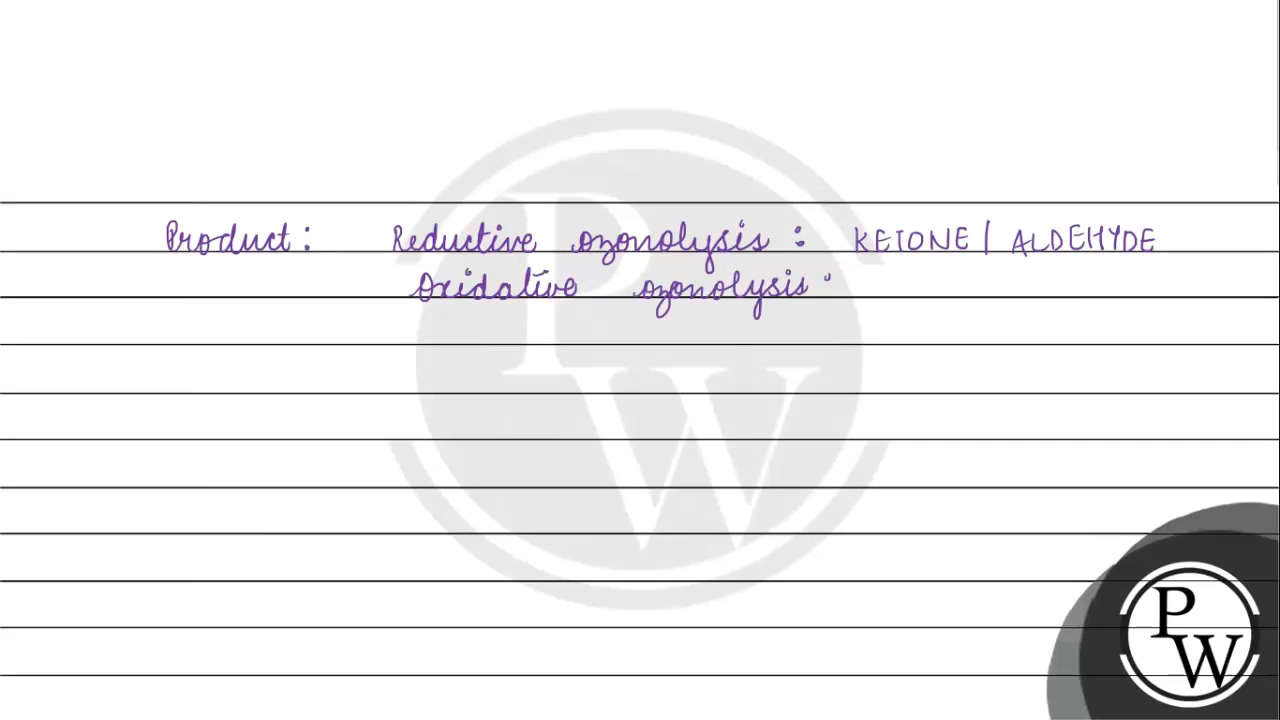 Product: Reductive ozonolysis : KETONE | ALDEHYDE
Oxidative ozonolysis :
P
W
P
W